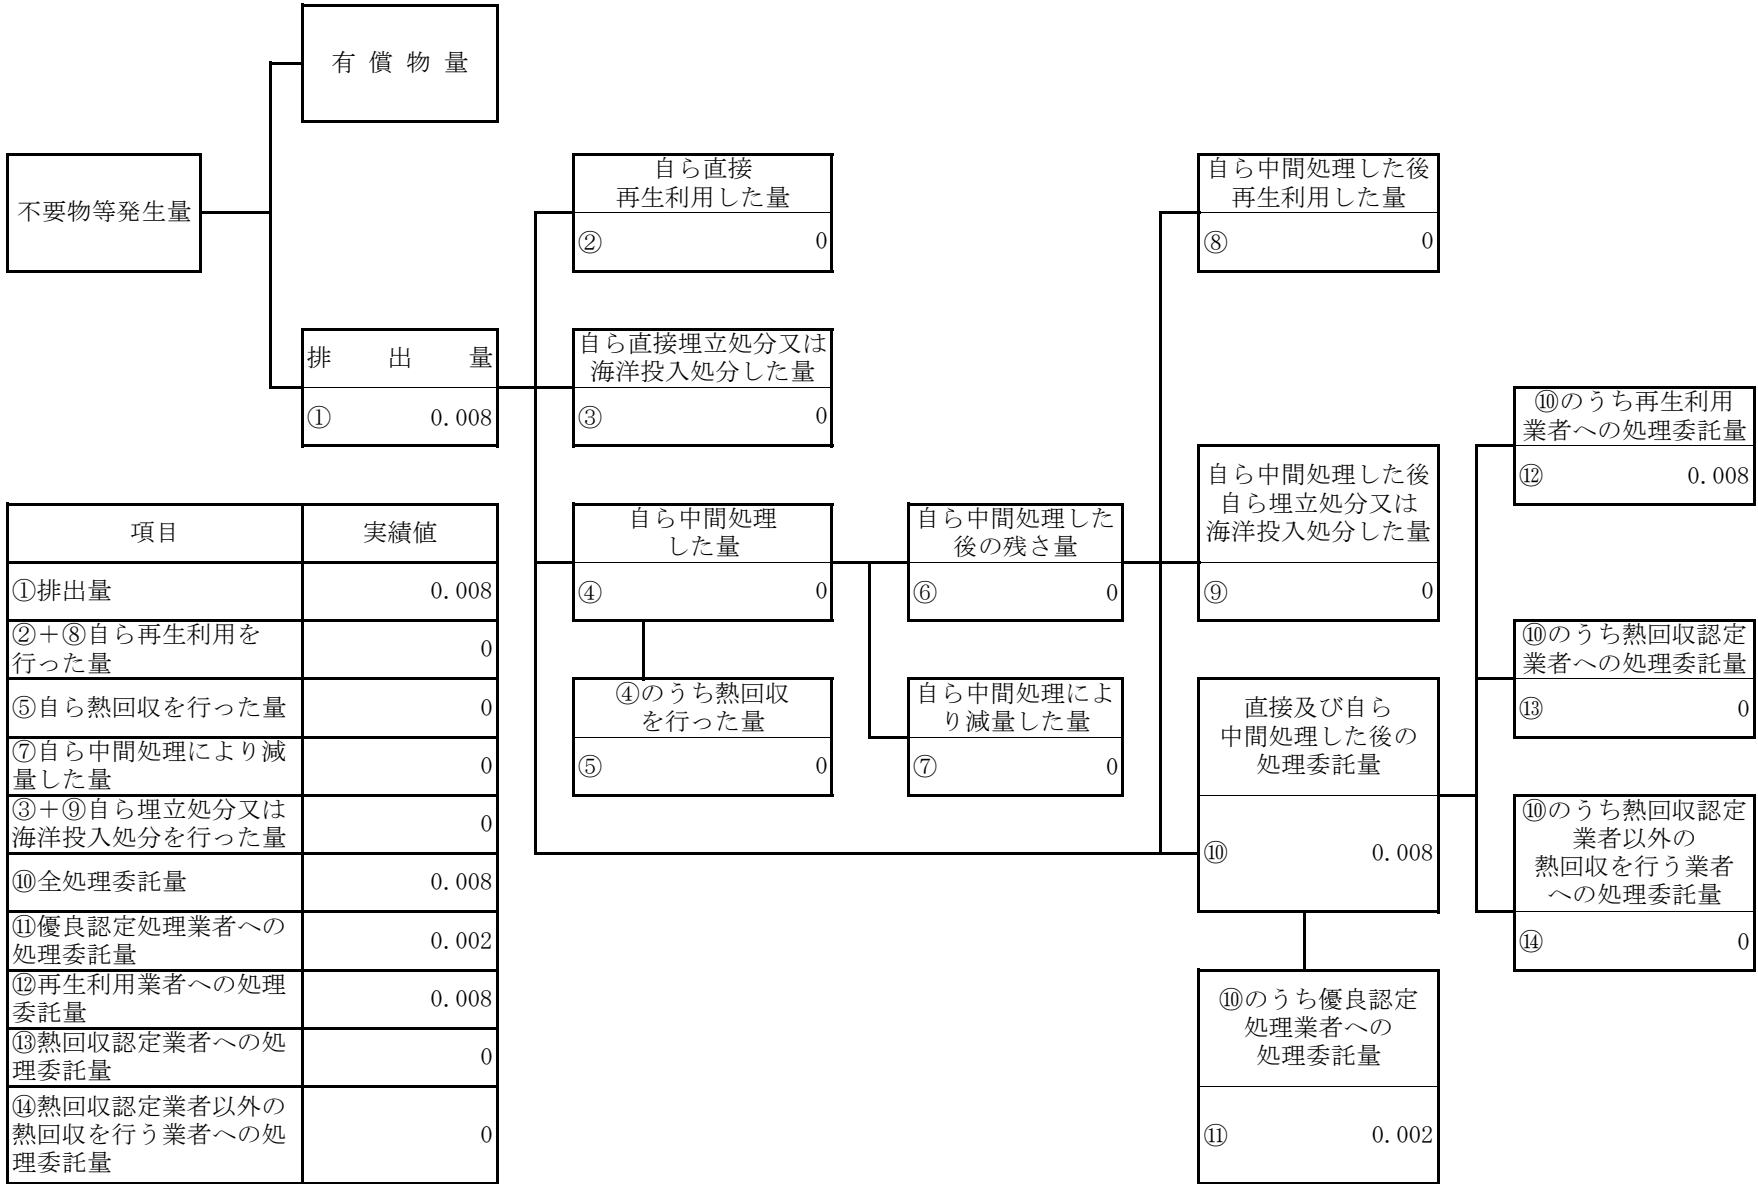 有償物量
不要物等発生量
自ら直接
再生利用した量
② 0
自ら中間処理した後
再生利用した量
⑧ 0
排出量
① 0.008
自ら直接埋立処分又は
海洋投入処分した量
③ 0
⑩のうち再生利用
業者への処理委託量
⑫ 0.008
自ら中間処理した後
自ら埋立処分又は
海洋投入処分した量
⑨ 0
自ら中間処理
した量
④ 0
自ら中間処理した
後の残さ量
⑥ 0
⑩のうち熱回収認定
業者への処理委託量
⑬ 0
④のうち熱回収
を行った量
⑤ 0
自ら中間処理によ
り減量した量
⑦ 0
直接及び自ら
中間処理した後の
処理委託量
⑩ 0.008
⑩のうち熱回収認定
業者以外の
熱回収を行う業者
への処理委託量
⑭ 0
⑩のうち優良認定
処理業者への
処理委託量
⑪ 0.002
項目 実績値
①排出量 0.008
②＋⑧自ら再生利用を
行った量 0
⑤自ら熱回収を行った量 0
⑦自ら中間処理により減
量した量 0
③＋⑨自ら埋立処分又は
海洋投入処分を行った量 0
⑩全処理委託量 0.008
⑪優良認定処理業者への
処理委託量 0.002
⑫再生利用業者への処理
委託量 0.008
⑬熱回収認定業者への処
理委託量 0
⑭熱回収認定業者以外の
熱回収を行う業者への処
理委託量 0